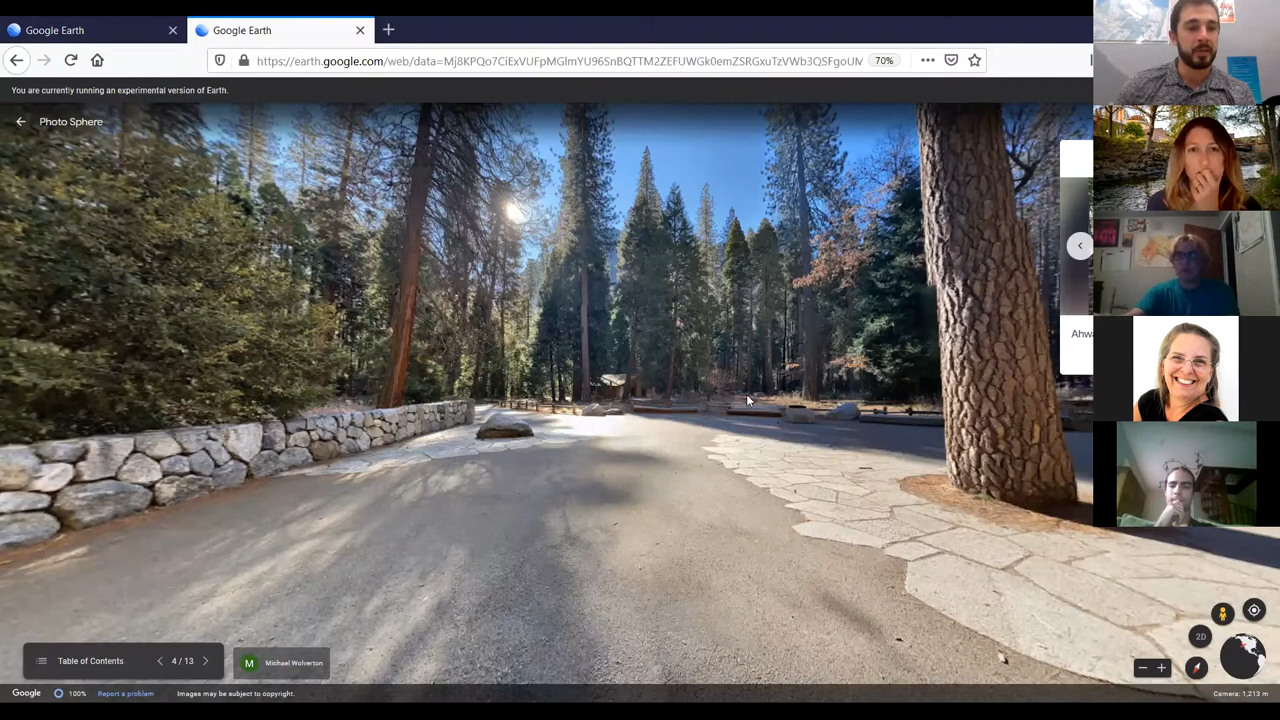 Google Earth
Google Earth
https://earth.google.com/web/data=Mj8KPQo7CjsKITFpMGlmYU96SnBQTTM2ZEFUWGk0emZSRGxuTzVWb3QSFgoUM
70%
You are currently running an experimental version of Earth.
Photo Sphere
Ahwa
Table of Contents
4 / 13
M
Michael Wolverton
2D
Google
100%
Report a problem
Images may be subject to copyright.
Camera: 1,213 m